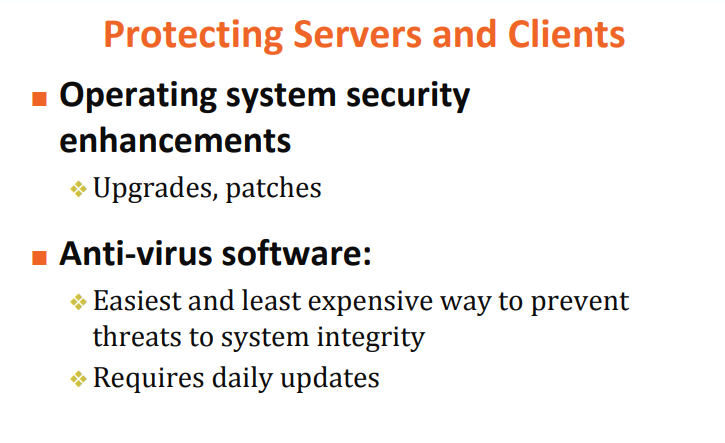 Protecting Servers and Clients
Operating system security
enhancements
Upgrades, patches
Anti-virus software:
Easiest and least expensive way to prevent
threats to system integrity
Requires daily updates